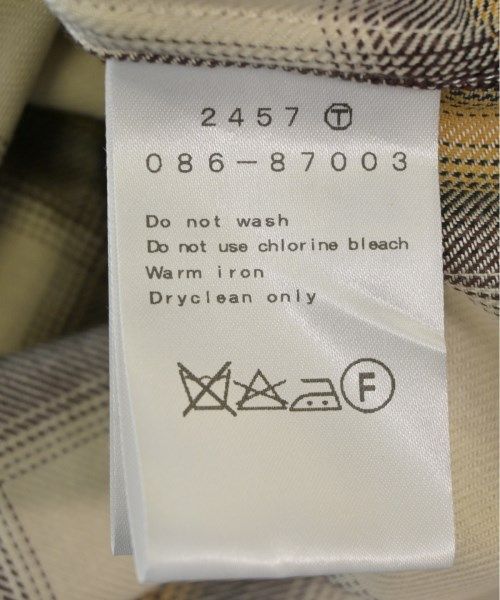 2457 Ⓣ
086-87003
Do not wash
Do not use chlorine bleach
Warm iron
Dryclean only
F